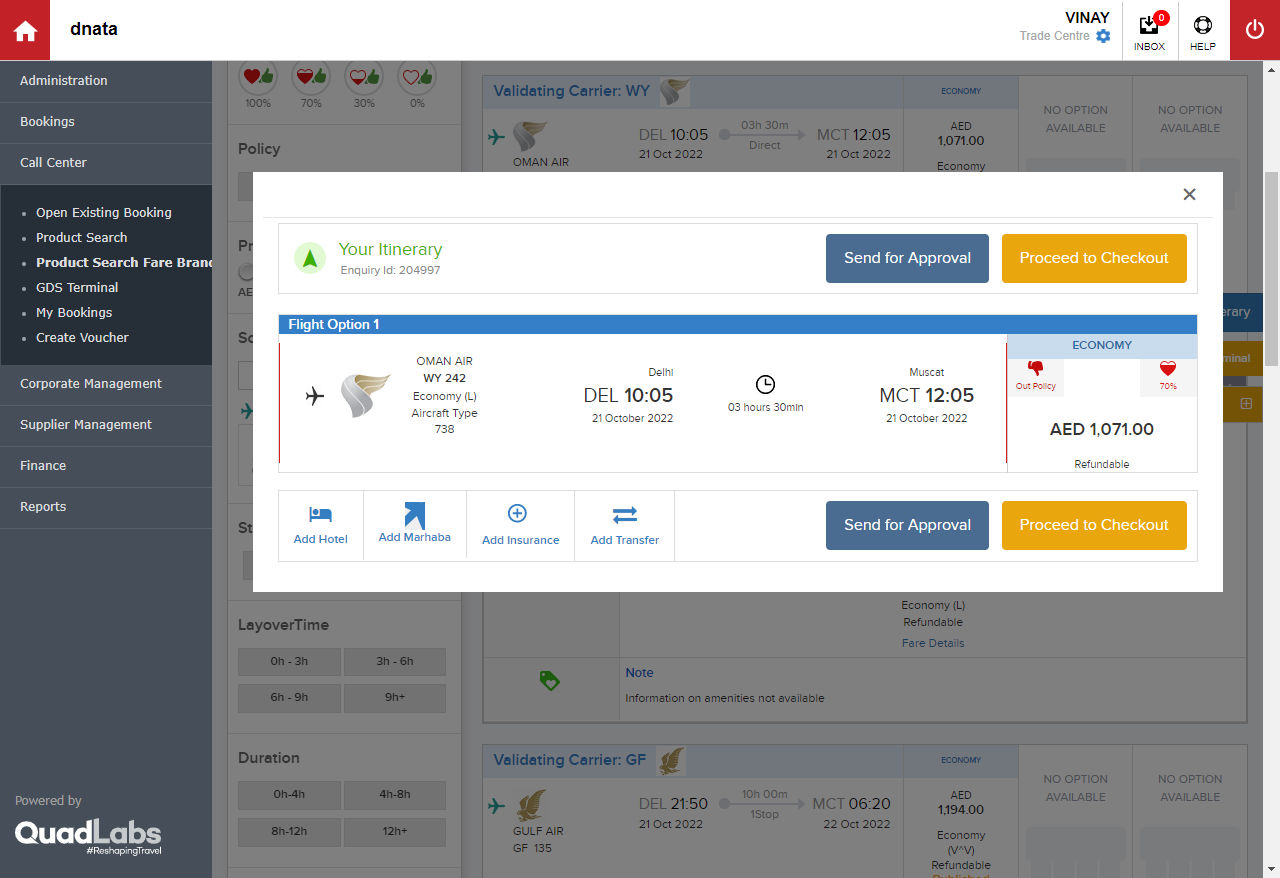 dnata
VINAY
Trade Centre
0
INBOX
HELP
Administration
Bookings
Call Center
Open Existing Booking
Product Search
Product Search Fare Brand
GDS Terminal
My Bookings
Create Voucher
Corporate Management
Supplier Management
Finance
Reports
Powered by
QuadLabs
#ReshapingTravel
100%
70%
30%
0%
Policy
Pr
AE
So
St
LayoverTime
0h - 3h
3h - 6h
6h - 9h
9h+
Duration
0h-4h
4h-8h
8h-12h
12h+
Validating Carrier: WY
ECONOMY
NO OPTION
AVAILABLE
NO OPTION
AVAILABLE
OMAN AIR
DEL 10:05
21 Oct 2022
03h 30m
Direct
MCT 12:05
21 Oct 2022
AED
1,071.00
Economy
Your Itinerary
Enquiry Id: 204997
Send for Approval
Proceed to Checkout
Flight Option 1
OMAN AIR
WY 242
Economy (L)
Aircraft Type
738
Delhi
DEL 10:05
21 October 2022
03 hours 30min
Muscat
MCT 12:05
21 October 2022
ECONOMY
Out Policy
70%
AED 1,071.00
Refundable
Add Hotel
Add Marhaba
Add Insurance
Add Transfer
Send for Approval
Proceed to Checkout
erary
minal
Economy (L)
Refundable
Fare Details
Note
Information on amenities not available
Validating Carrier: GF
ECONOMY
NO OPTION
AVAILABLE
NO OPTION
AVAILABLE
GULF AIR
GF 135
DEL 21:50
21 Oct 2022
10h 00m
1Stop
MCT 06:20
22 Oct 2022
AED
1,194.00
Economy
(V^V)
Refundable
Published